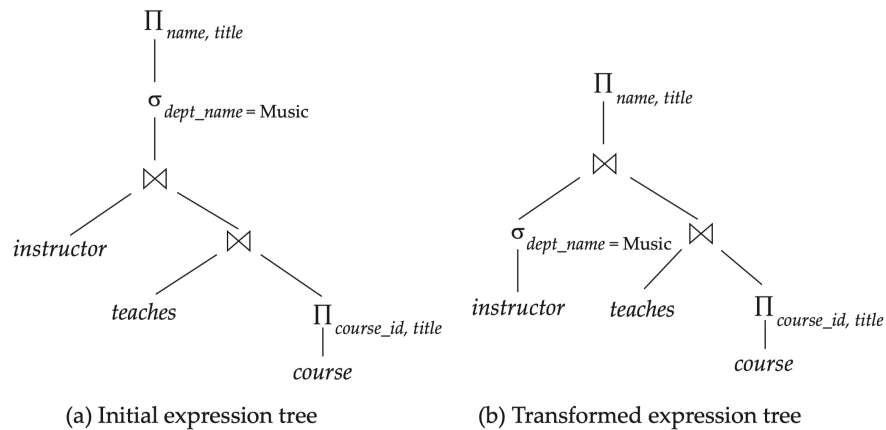 Π name, title
σ dept_name = Music
⋈
instructor
⋈
teaches
Π course_id, title
course
(a) Initial expression tree
Π name, title
⋈
σ dept_name = Music
⋈
instructor
teaches
Π course_id, title
course
(b) Transformed expression tree